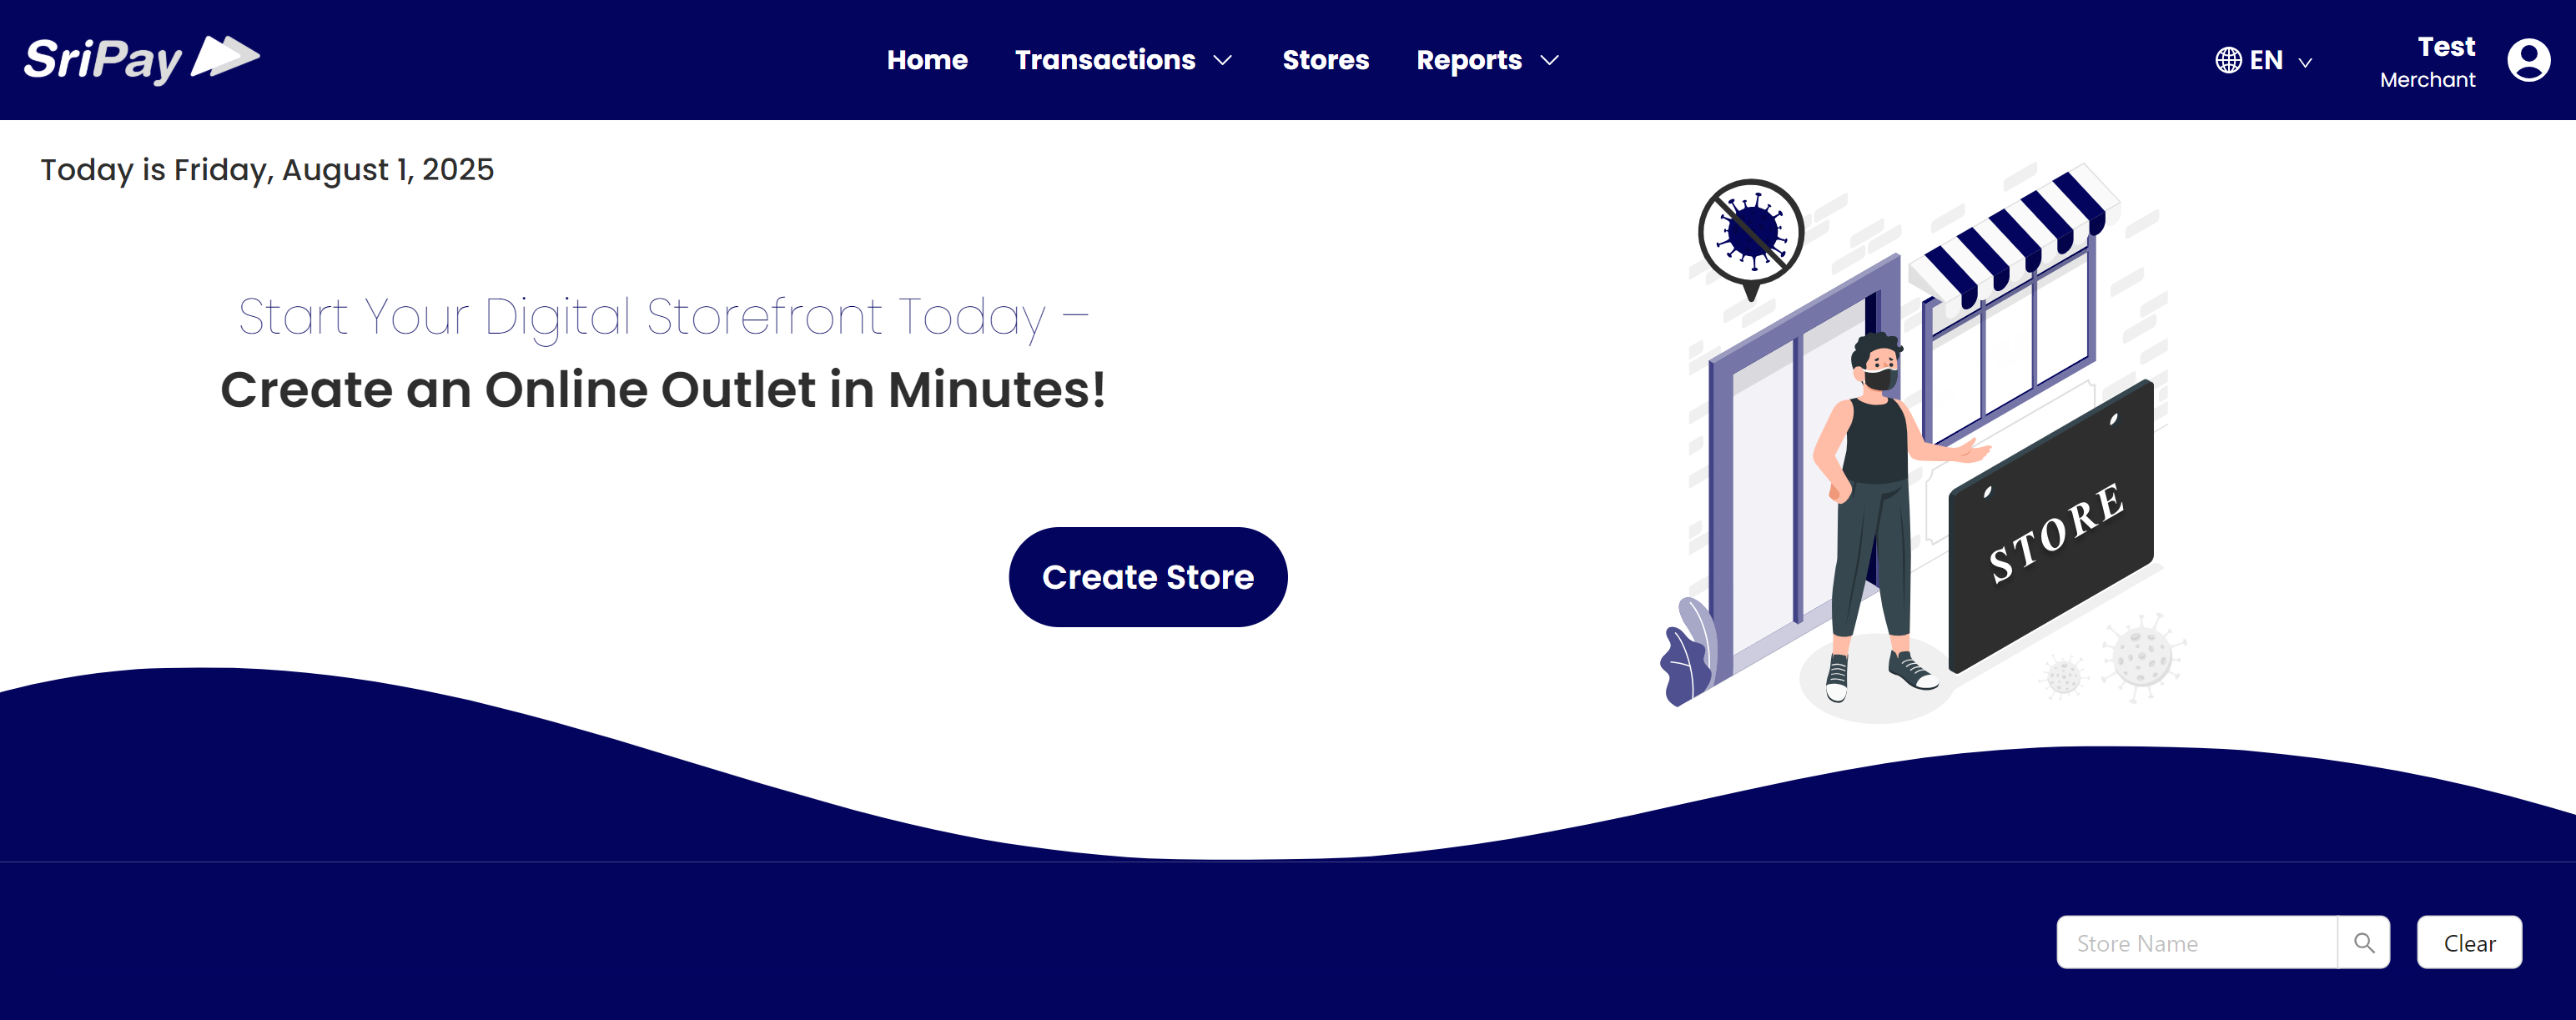 SriPay
Home Transactions Stores Reports
EN
Test
Merchant
Today is Friday, August 1, 2025
Start Your Digital Storefront Today –
Create an Online Outlet in Minutes!
Create Store
STORE
Store Name
Clear